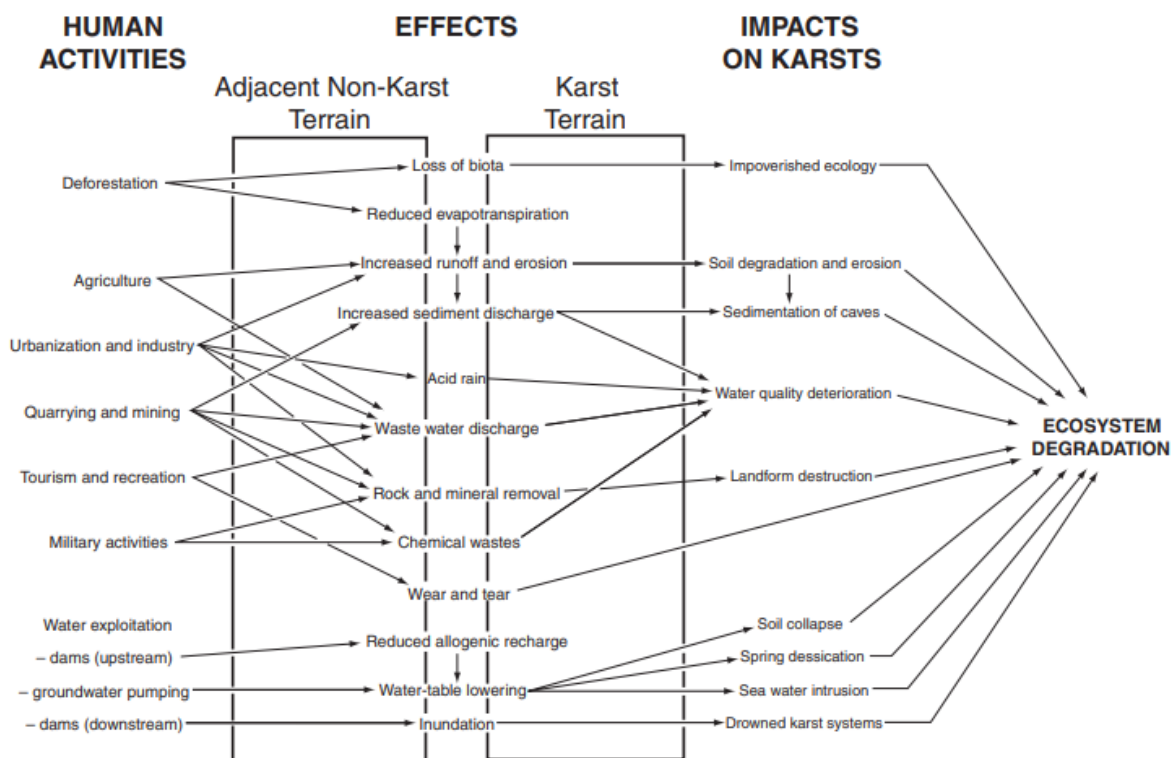 HUMAN
ACTIVITIES
EFFECTS
IMPACTS
ON KARSTS
Adjacent Non-Karst
Terrain
Karst
Terrain
Deforestation
Agriculture
Urbanization and industry
Quarrying and mining
Tourism and recreation
Military activities
Water exploitation
– dams (upstream)
– groundwater pumping
– dams (downstream)
Loss of biota
Reduced evapotranspiration
Increased runoff and erosion
Increased sediment discharge
Acid rain
Waste water discharge
Rock and mineral removal
Chemical wastes
Wear and tear
Reduced allogenic recharge
Water-table lowering
Inundation
Impoverished ecology
Soil degradation and erosion
Sedimentation of caves
Water quality deterioration
Landform destruction
Soil collapse
Spring dessication
Sea water intrusion
Drowned karst systems
ECOSYSTEM
DEGRADATION